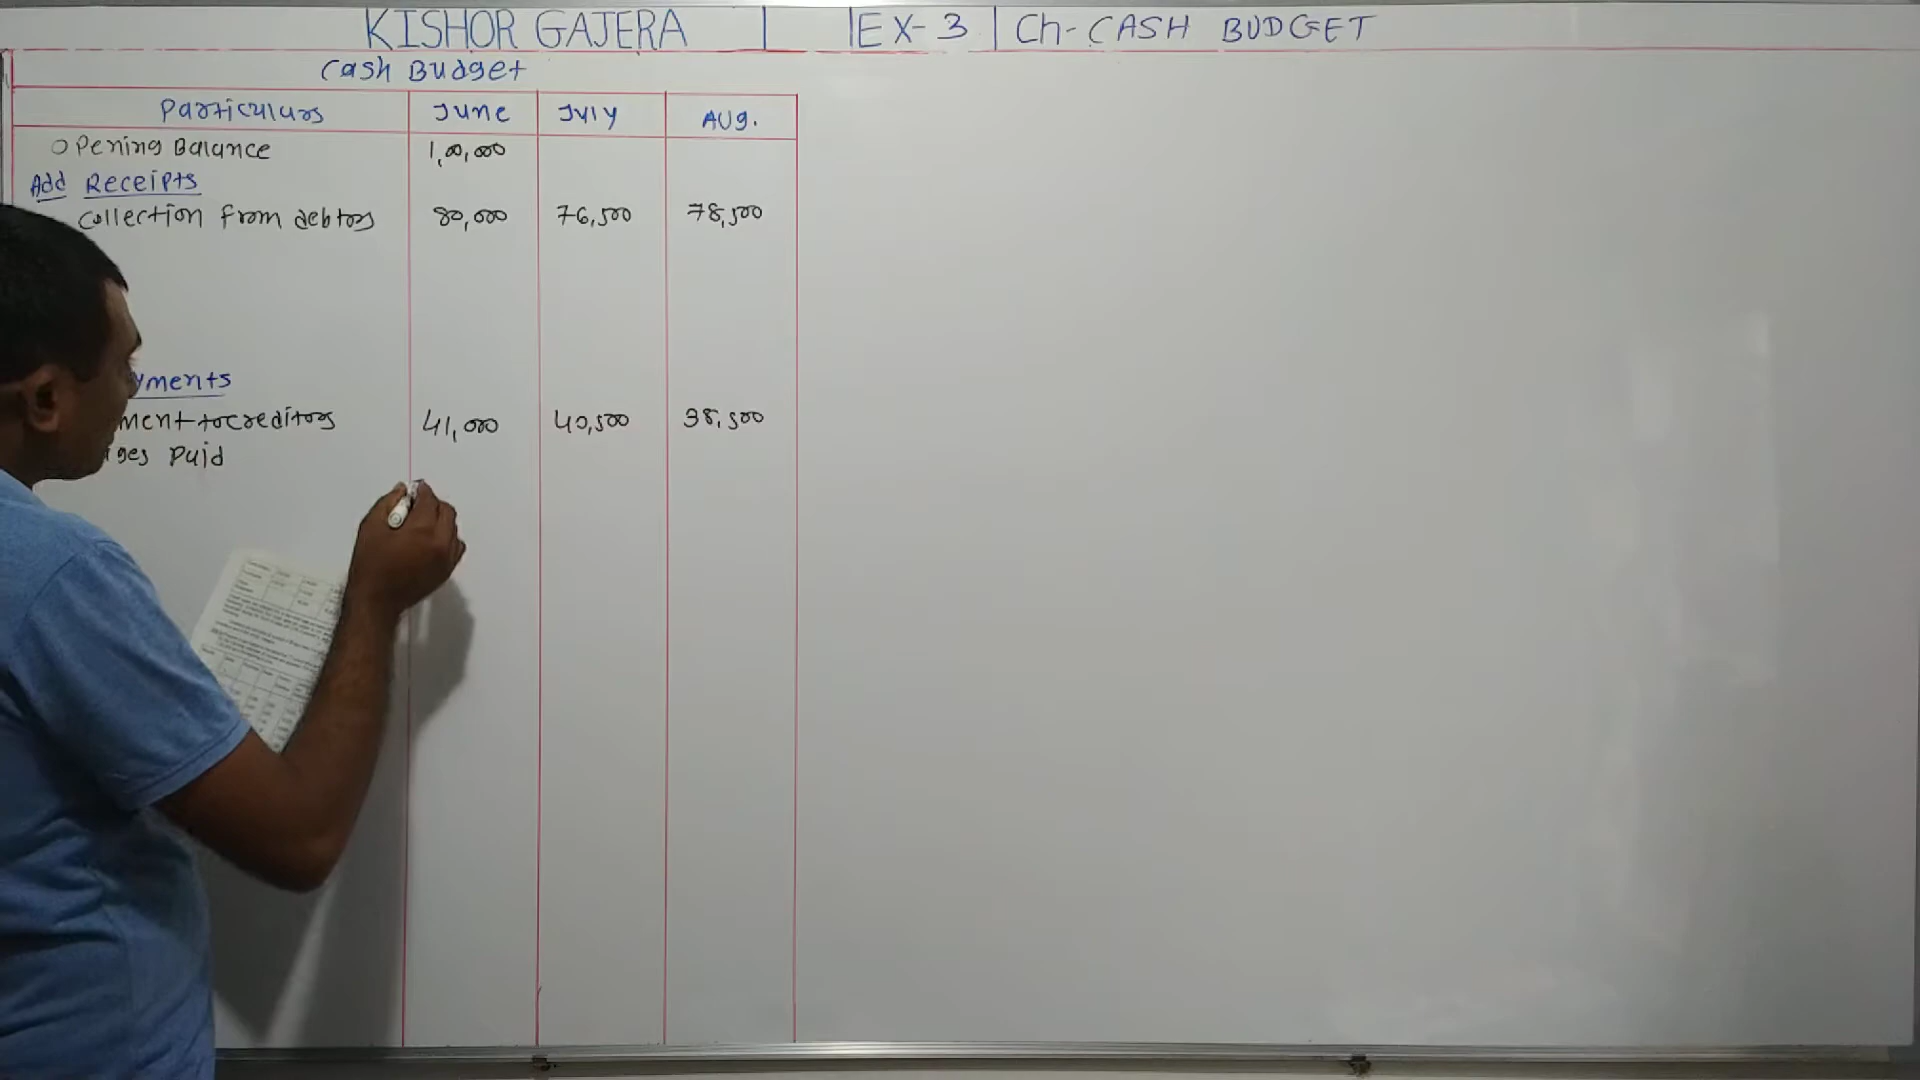 KISHOR GAJERA | EX-3 | Ch-CASH BUDGET
Cash Budget
Particulars June July Aug.
Opening Balance 1,00,000
Add Receipts
collection from debtors 80,000 76,500 78,500
yments
ment to creditors 41,000 40,500 38,500
ges paid